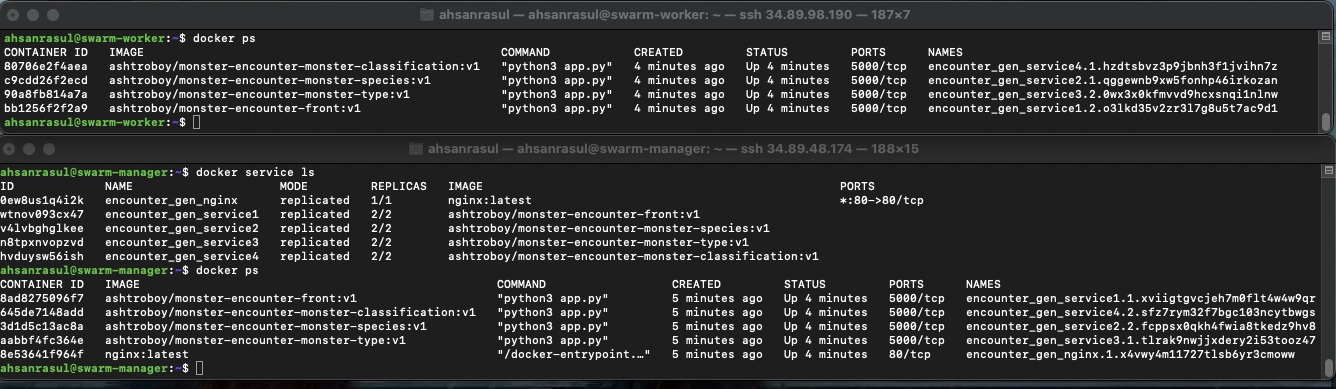 ahsanrasul — ahsanrasul@swarm-worker: ~ — ssh 34.89.98.190 — 187×7
ahsanrasul@swarm-worker:~$ docker ps
CONTAINER ID IMAGE COMMAND CREATED STATUS PORTS NAMES
80706e2f4aea ashtroboy/monster-encounter-monster-classification:v1 "python3 app.py" 4 minutes ago Up 4 minutes 5000/tcp encounter_gen_service4.1.hzdtsbvz3p9jbnh3f1jvihn7z
c9cdd26f2ecd ashtroboy/monster-encounter-monster-species:v1 "python3 app.py" 4 minutes ago Up 4 minutes 5000/tcp encounter_gen_service2.1.qggewnb9xw5fonhp46irkozan
90a8fb814a7a ashtroboy/monster-encounter-monster-type:v1 "python3 app.py" 4 minutes ago Up 4 minutes 5000/tcp encounter_gen_service3.2.0wx3x0kfmvvd9hcxsnqi1nlnw
bb1256f2f2a9 ashtroboy/monster-encounter-front:v1 "python3 app.py" 4 minutes ago Up 4 minutes 5000/tcp encounter_gen_service1.2.o3lkd35v2zr3l7g8u5t7ac9d1
ahsanrasul@swarm-worker:~$
ahsanrasul — ahsanrasul@swarm-manager: ~ — ssh 34.89.48.174 — 188×15
ahsanrasul@swarm-manager:~$ docker service ls
ID NAME MODE REPLICAS IMAGE PORTS
0ew8us1q4i2k encounter_gen_nginx replicated 1/1 nginx:latest *:80->80/tcp
wtnov093cx47 encounter_gen_service1 replicated 2/2 ashtroboy/monster-encounter-front:v1
v4lvbghglkee encounter_gen_service2 replicated 2/2 ashtroboy/monster-encounter-monster-species:v1
n8tpxnvopzvd encounter_gen_service3 replicated 2/2 ashtroboy/monster-encounter-monster-type:v1
hvduysw56ish encounter_gen_service4 replicated 2/2 ashtroboy/monster-encounter-monster-classification:v1
ahsanrasul@swarm-manager:~$ docker ps
CONTAINER ID IMAGE COMMAND CREATED STATUS PORTS NAMES
8ad8275096f7 ashtroboy/monster-encounter-front:v1 "python3 app.py" 5 minutes ago Up 4 minutes 5000/tcp encounter_gen_service1.1.xviigtgvcjeh7m0flt4w4w9qr
645de7148add ashtroboy/monster-encounter-monster-classification:v1 "python3 app.py" 5 minutes ago Up 4 minutes 5000/tcp encounter_gen_service4.2.sfz7rym32f7bgc103ncytbwgs
3d1d5c13ac8a ashtroboy/monster-encounter-monster-species:v1 "python3 app.py" 5 minutes ago Up 4 minutes 5000/tcp encounter_gen_service2.2.fcppsx0qkh4fwia8tkedz9hv8
aabbf4fc364e ashtroboy/monster-encounter-monster-type:v1 "python3 app.py" 5 minutes ago Up 4 minutes 5000/tcp encounter_gen_service3.1.tlrak9nwjjxdery2i53tooz47
8e53641f964f nginx:latest "/docker-entrypoint.…" 5 minutes ago Up 5 minutes 80/tcp encounter_gen_nginx.1.x4vwy4m11727tlsb6yr3cmoww
ahsanrasul@swarm-manager:~$